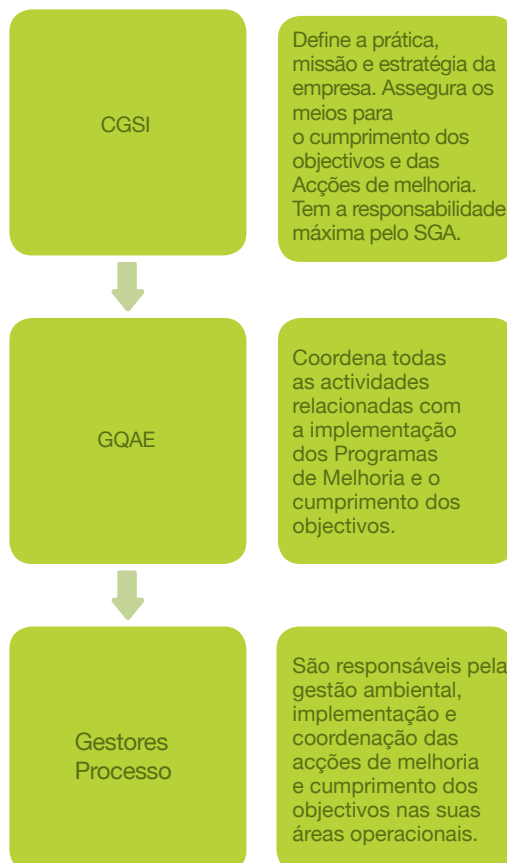 CGSI
Define a prática,
missão e estratégia da
empresa. Assegura os
meios para
o cumprimento dos
objectivos e das
Acções de melhoria.
Tem a responsabilidade
máxima pelo SGA.
GQAE
Coordena todas
as actividades
relacionadas com
a implementação
dos Programas
de Melhoria e o
cumprimento dos
objectivos.
Gestores
Processo
São responsáveis pela
gestão ambiental,
implementação e
coordenação das
acções de melhoria
e cumprimento dos
objectivos nas suas
áreas operacionais.